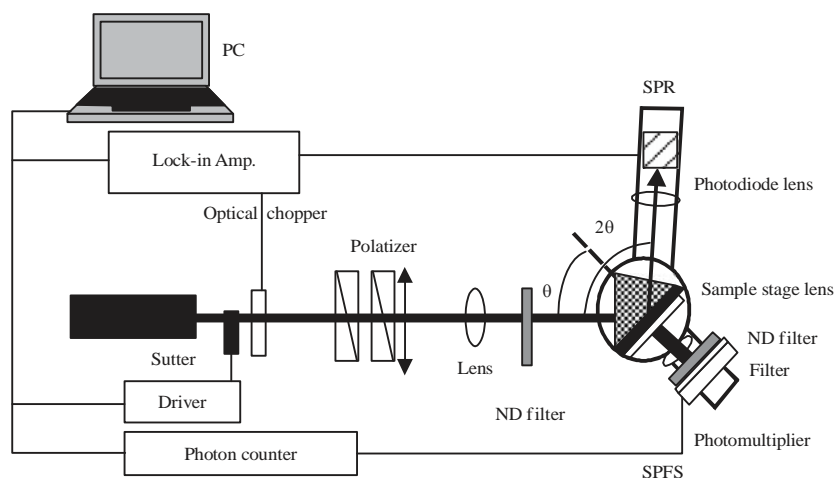 PC
SPR
Lock-in Amp.
Photodiode lens
Optical chopper
2θ
Polatizer
θ
Sample stage lens
ND filter
Sutter
Lens
Filter
Driver
ND filter
Photomultiplier
Photon counter
SPFS